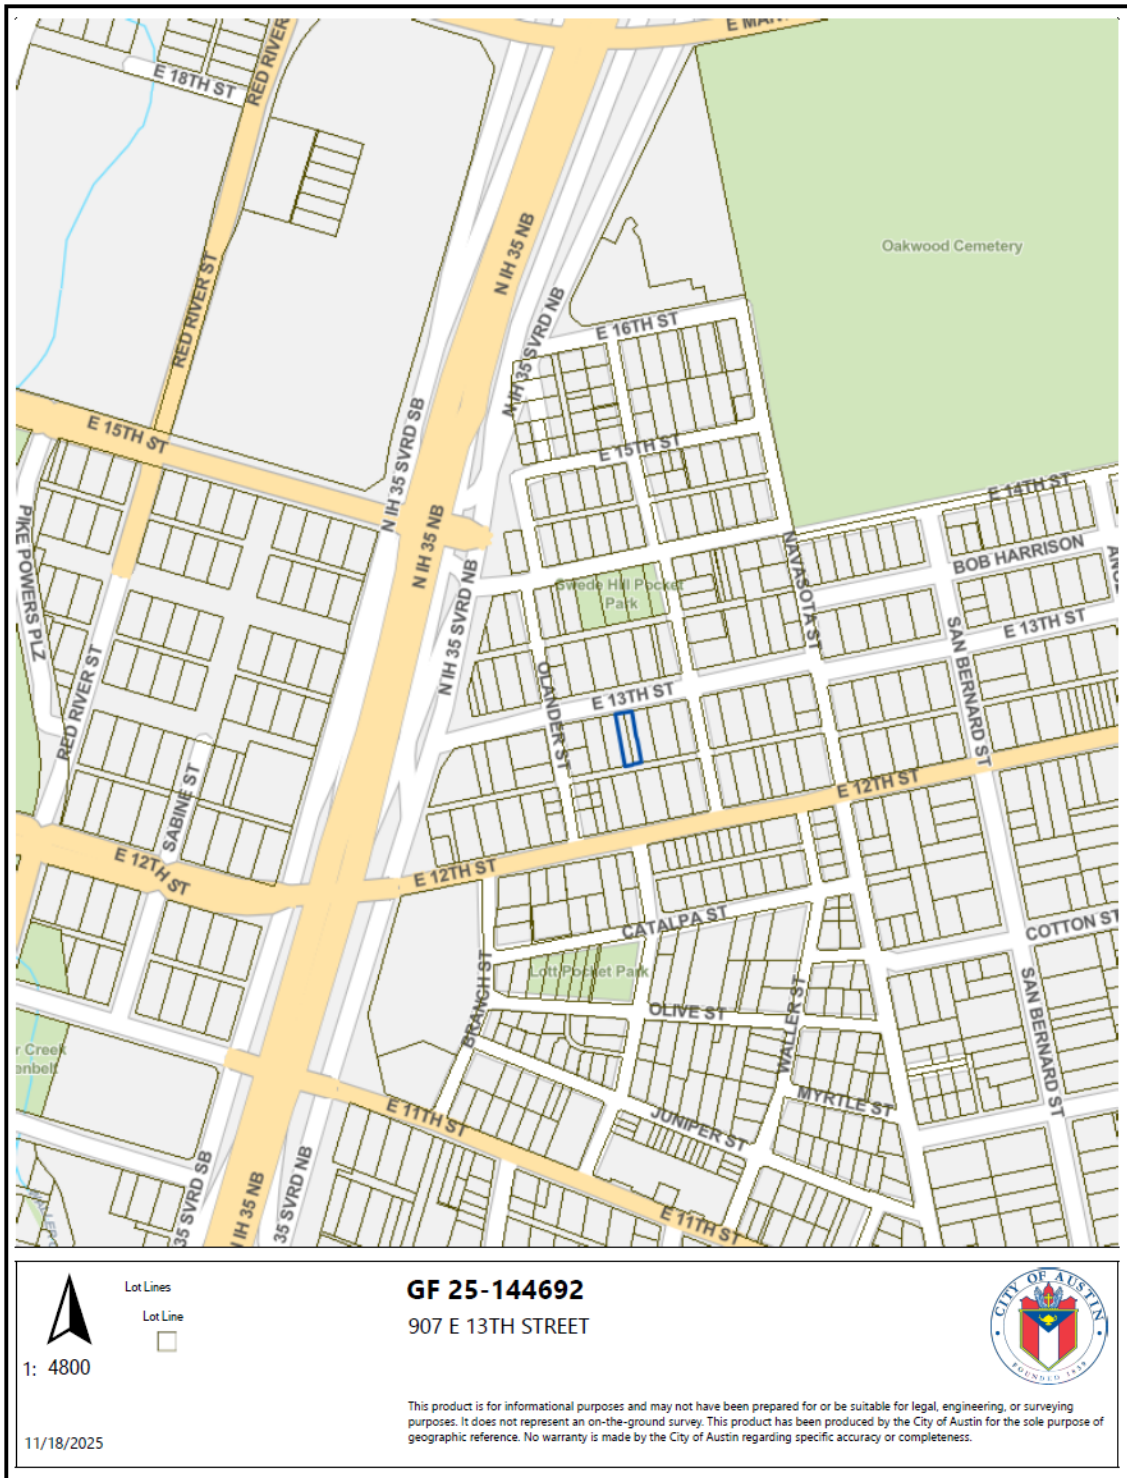 E 18TH ST
RED RIVER
E MAN
Oakwood Cemetery
N IH 35 NB
RED RIVER ST
N IH 35 SVRD NB
E 16TH ST
E 15TH ST
N IH 35 SVRD SB
E 15TH ST
E 14TH ST
PIKE POWERS PLZ
N IH 35 NB
NAVASOTA ST
BOB HARRISON
N IH 35 SVRD NB
Swede Hill Pocket
Park
SAN BERNARD ST
E 13TH ST
RED RIVER ST
OLANDER ST
E 13TH ST
SABINE ST
E 12TH ST
E 12TH ST
E 12TH ST
CATALPA ST
COTTON ST
Lott Pocket Park
BRANCH ST
OLIVE ST
WALLER ST
SAN BERNARD ST
r Creek
enbelt
MYRTLE ST
E 11TH ST
JUNIPER ST
35 SVRD SB
N IH 35 NB
35 SVRD NB
E 11TH ST
Lot Lines
Lot Line
1: 4800
11/18/2025
GF 25-144692
907 E 13TH STREET
CITY OF AUSTIN
FOUNDED 1839
This product is for informational purposes and may not have been prepared for or be suitable for legal, engineering, or surveying
purposes. It does not represent an on-the-ground survey. This product has been produced by the City of Austin for the sole purpose of
geographic reference. No warranty is made by the City of Austin regarding specific accuracy or completeness.